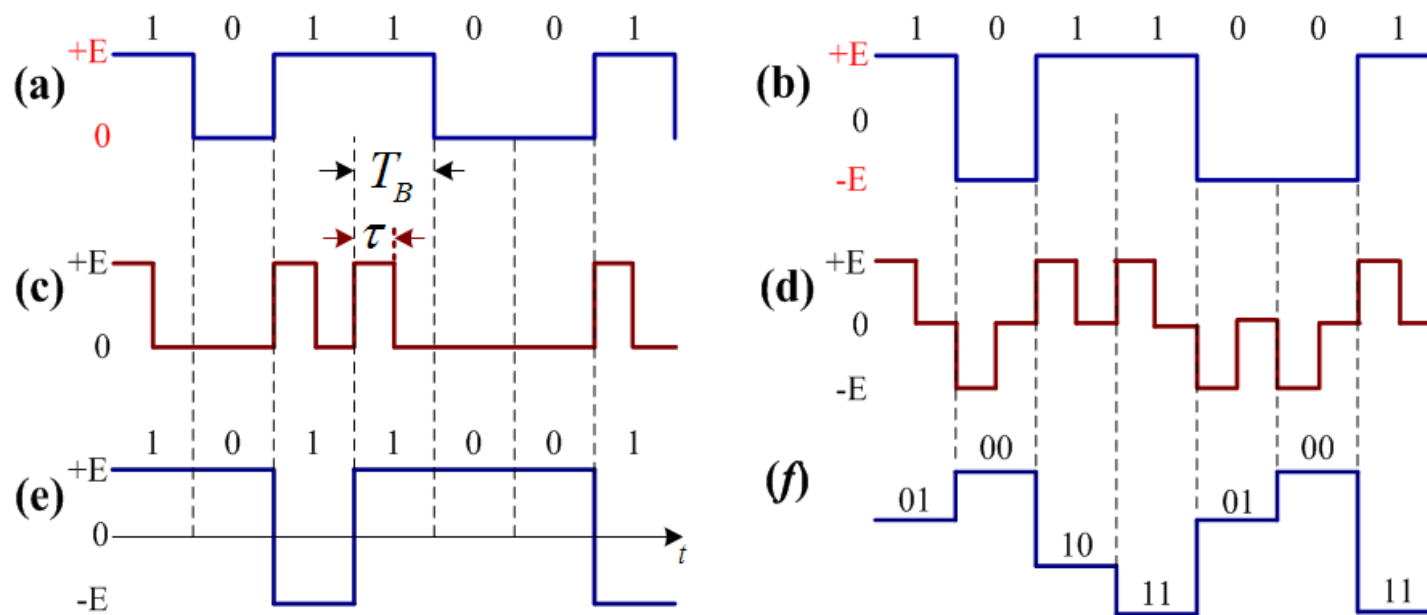 1 0 1 1 0 0 1
+E
(a)
0
T_B
τ
+E
(c)
0
1 0 1 1 0 0 1
+E
(e)
0
t
-E
1 0 1 1 0 0 1
+E
(b)
0
-E
+E
(d)
0
-E
00 00
(f)
01 01
10
11 11